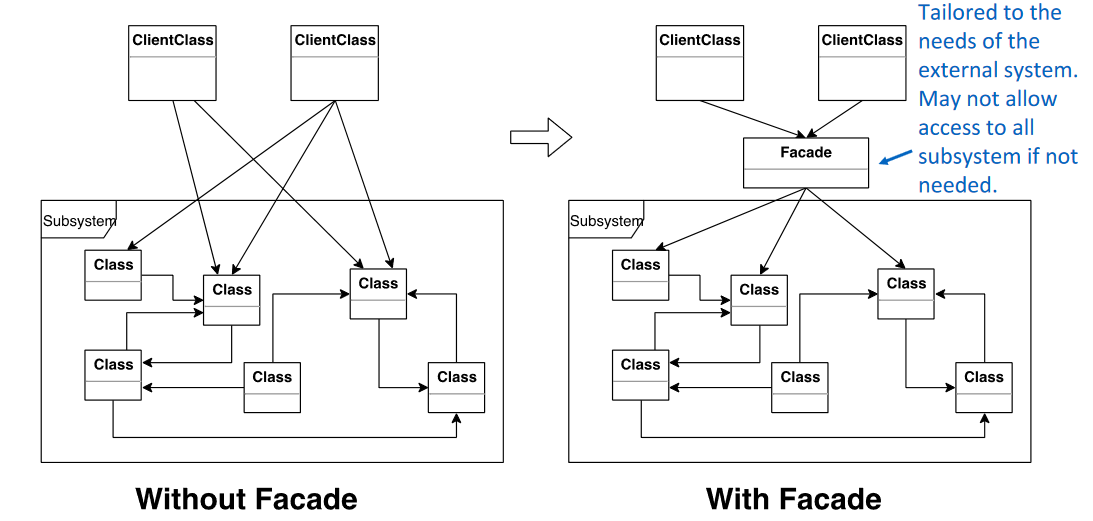 ClientClass
ClientClass
Subsystem
Class
Class
Class
Class
Class
Class
Without Facade
ClientClass
ClientClass
Tailored to the
needs of the
external system.
May not allow
access to all
subsystem if not
needed.
Facade
Subsystem
Class
Class
Class
Class
Class
Class
With Facade